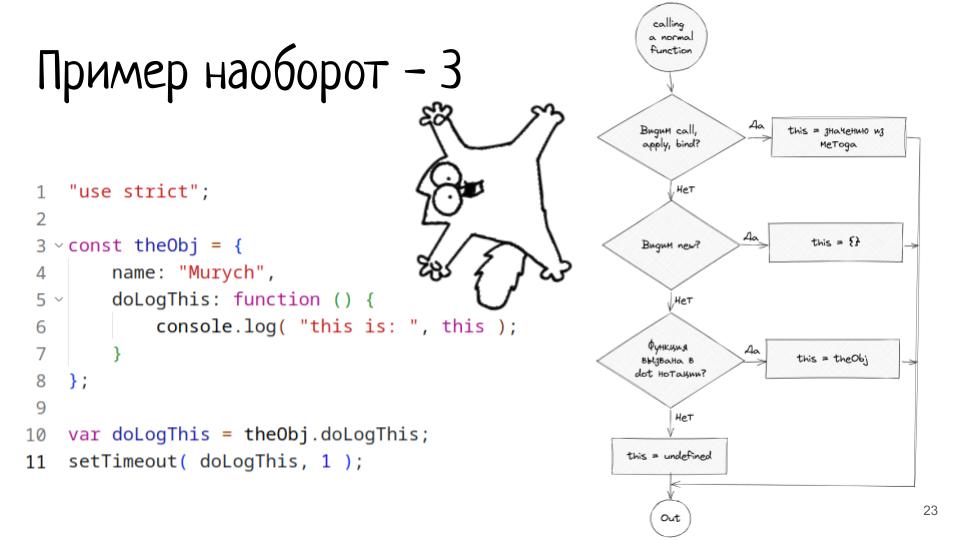 Пример наоборот - 3
1 "use strict";
2
3 const theObj = {
4 name: "Murych",
5 doLogThis: function () {
6 console.log( "this is: ", this );
7 }
8 };
9
10 var doLogThis = theObj.doLogThis;
11 setTimeout( doLogThis, 1 );
calling
a normal
function
Видим call,
apply, bind?
Да
this = значению из
метода
Нет
Видим new?
Да
this = {}
Нет
Функция
вызвана в
dot нотации?
Да
this = theObj
Нет
this = undefined
Out
23